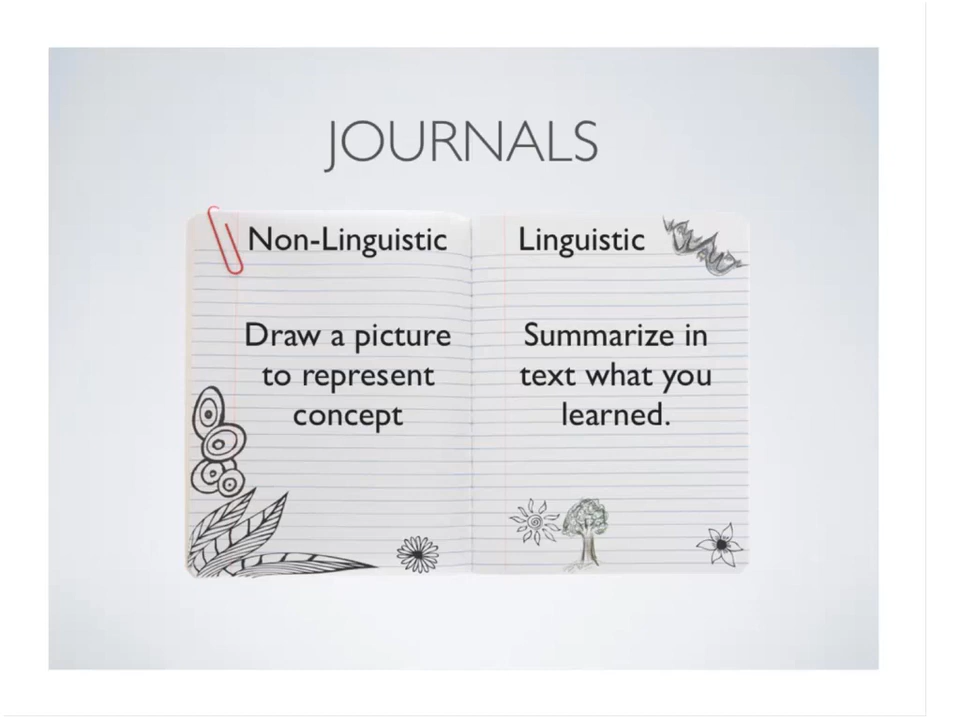 JOURNALS
Non-Linguistic
Draw a picture
to represent
concept
Linguistic
Summarize in
text what you
learned.